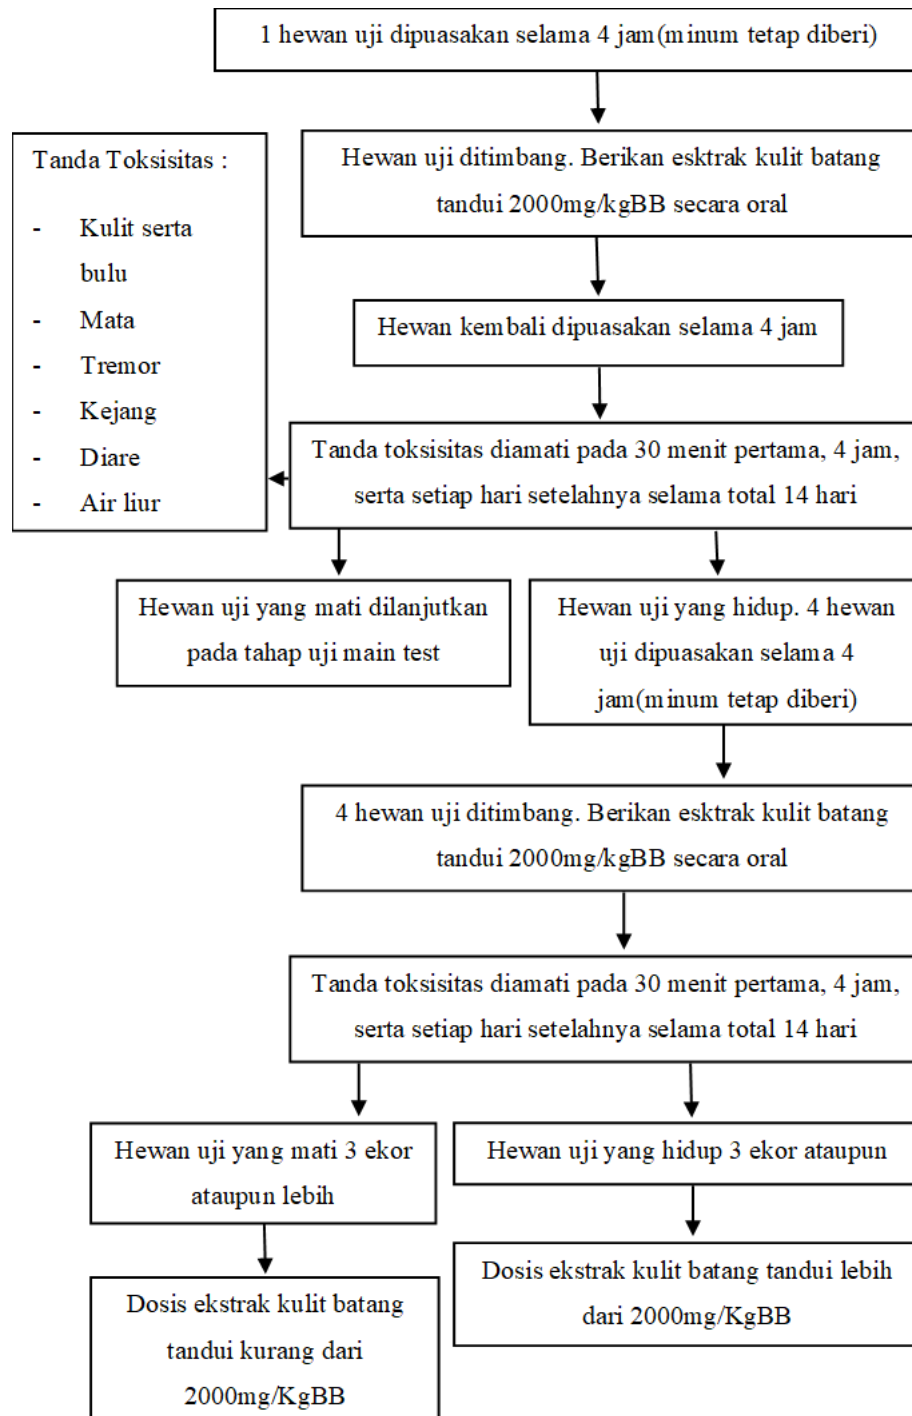 1 hewan uji dipuasakan selama 4 jam(minum tetap diberi)
Hewan uji ditimbang. Berikan esktrak kulit batang
tandui 2000mg/kgBB secara oral
Hewan kembali dipuasakan selama 4 jam
Tanda toksisitas diamati pada 30 menit pertama, 4 jam,
serta setiap hari setelahnya selama total 14 hari
Tanda Toksisitas :
- Kulit serta
bulu
- Mata
- Tremor
- Kejang
- Diare
- Air liur
Hewan uji yang mati dilanjutkan
pada tahap uji main test
Hewan uji yang hidup. 4 hewan
uji dipuasakan selama 4
jam(minum tetap diberi)
4 hewan uji ditimbang. Berikan esktrak kulit batang
tandui 2000mg/kgBB secara oral
Tanda toksisitas diamati pada 30 menit pertama, 4 jam,
serta setiap hari setelahnya selama total 14 hari
Hewan uji yang mati 3 ekor
ataupun lebih
Hewan uji yang hidup 3 ekor ataupun
Dosis ekstrak kulit batang
tandui kurang dari
2000mg/KgBB
Dosis ekstrak kulit batang tandui lebih
dari 2000mg/KgBB